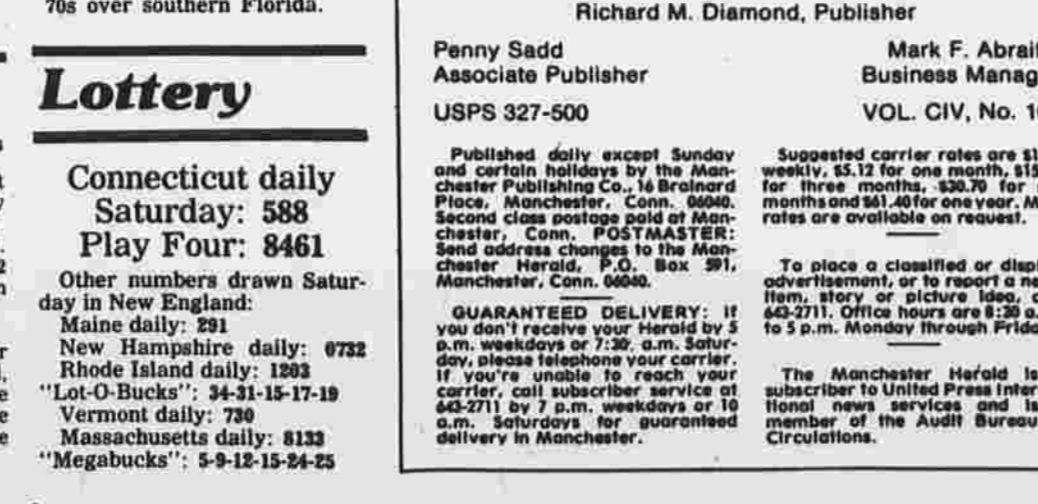 70s over southern Florida.
Lottery
Connecticut daily
Saturday: 588
Play Four: 8461
Other numbers drawn Satur-
day in New England:
Maine daily: 291
New Hampshire daily: 0732
Rhode Island daily: 1203
"Lot-O-Bucks": 34-31-15-17-19
Vermont daily: 730
Massachusetts daily: 8133
"Megabucks": 5-9-12-15-24-25
Richard M. Diamond, Publisher
Penny Sadd
Associate Publisher
Mark F. Abrait
Business Manag
USPS 327-500
VOL. CIV, No. 1
Published daily except Sunday
and certain holidays by the Man-
chester Publishing Co., 16 Brainard
Place, Manchester, Conn. 06040.
Second class postage paid at Man-
chester, Conn. POSTMASTER:
Send address changes to the Man-
chester Herald, P.O. Box 591,
Manchester, Conn. 06040.
GUARANTEED DELIVERY: If
you don't receive your Herald by 5
p.m. weekdays or 7:30 a.m. Satur-
day, please telephone your carrier.
If you're unable to reach your
carrier, call subscriber service at
643-2711 by 7 p.m. weekdays or 10
a.m. Saturdays for guaranteed
delivery in Manchester.
Suggested carrier rates are $1
weekly, $5.12 for one month, $15
for three months, $30.70 for
months and $61.40 for one year. M
rates are available on request.
To place a classified or displ
advertisement, or to report a ne
item, story or picture idea, c
643-2711. Office hours are 8:30 a.
to 5 p.m. Monday through Frida
The Manchester Herald is
subscriber to United Press Inter
tional news services and is
member of the Audit Bureau
Circulations.